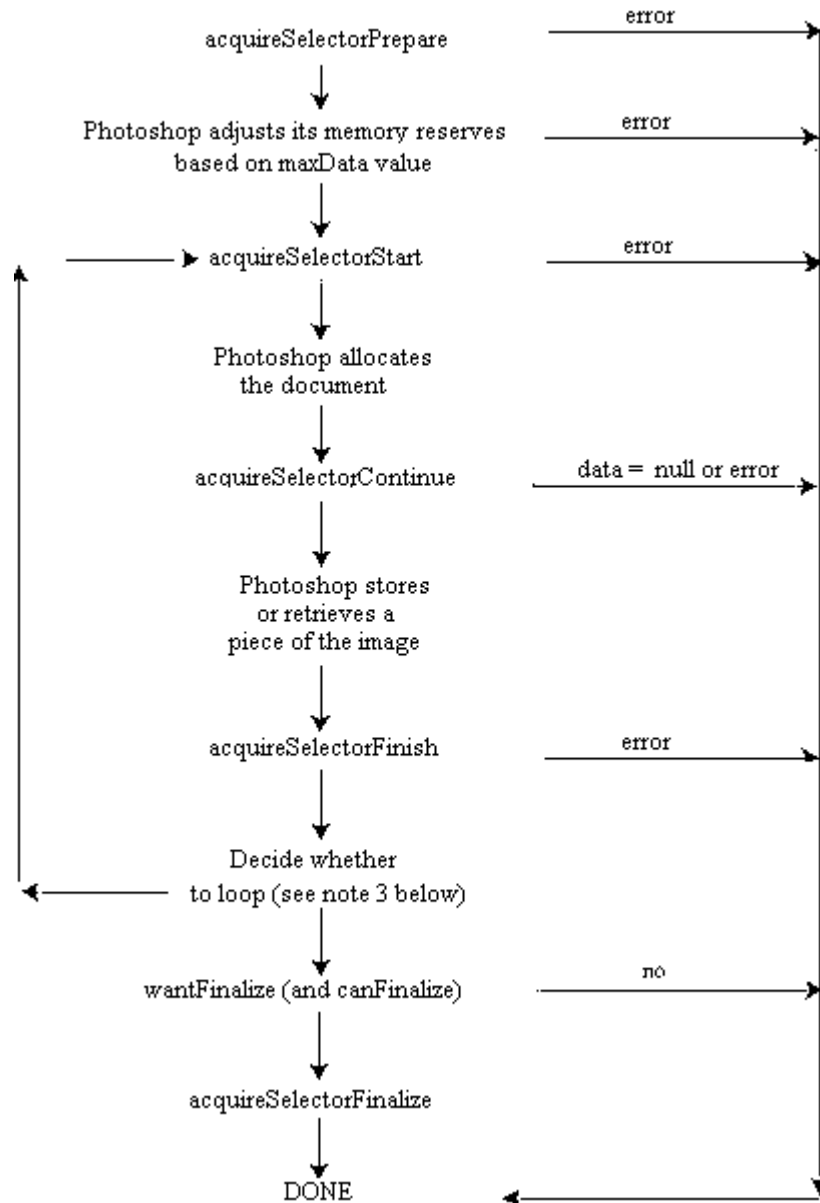 error
acquireSelectorPrepare
Photoshop adjusts its memory reserves
based on maxData value
error
acquireSelectorStart
error
Photoshop allocates
the document
acquireSelectorContinue
data = null or error
Photoshop stores
or retrieves a
piece of the image
acquireSelectorFinish
error
Decide whether
to loop (see note 3 below)
wantFinalize (and canFinalize)
no
acquireSelectorFinalize
DONE